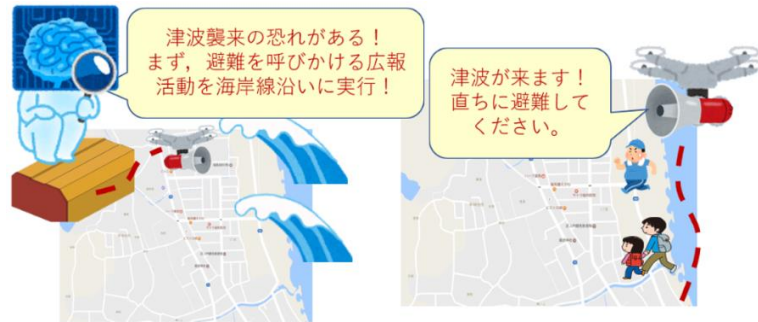 津波襲来の恐れがある！
まず，避難を呼びかける広報
活動を海岸線沿いに実行！
津波が来ます！
直ちに避難して
ください。